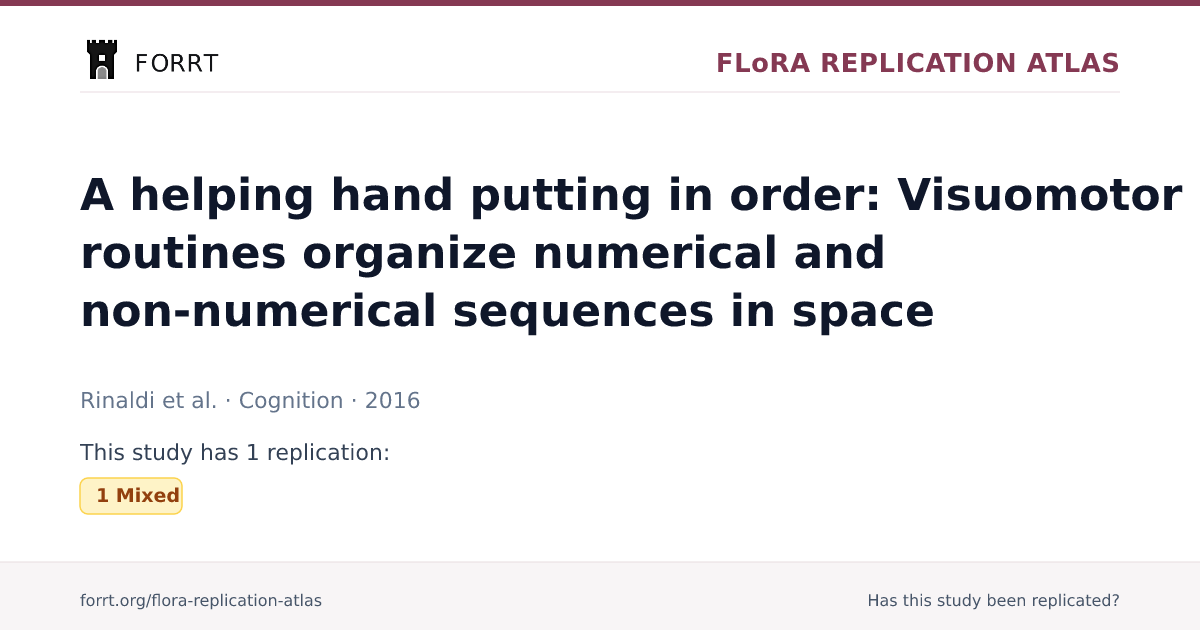 FORRT
FLoRA REPLICATION ATLAS
A helping hand putting in order: Visuomotor
routines organize numerical and
non-numerical sequences in space
Rinaldi et al. · Cognition · 2016
This study has 1 replication:
1 Mixed
forrt.org/flora-replication-atlas
Has this study been replicated?